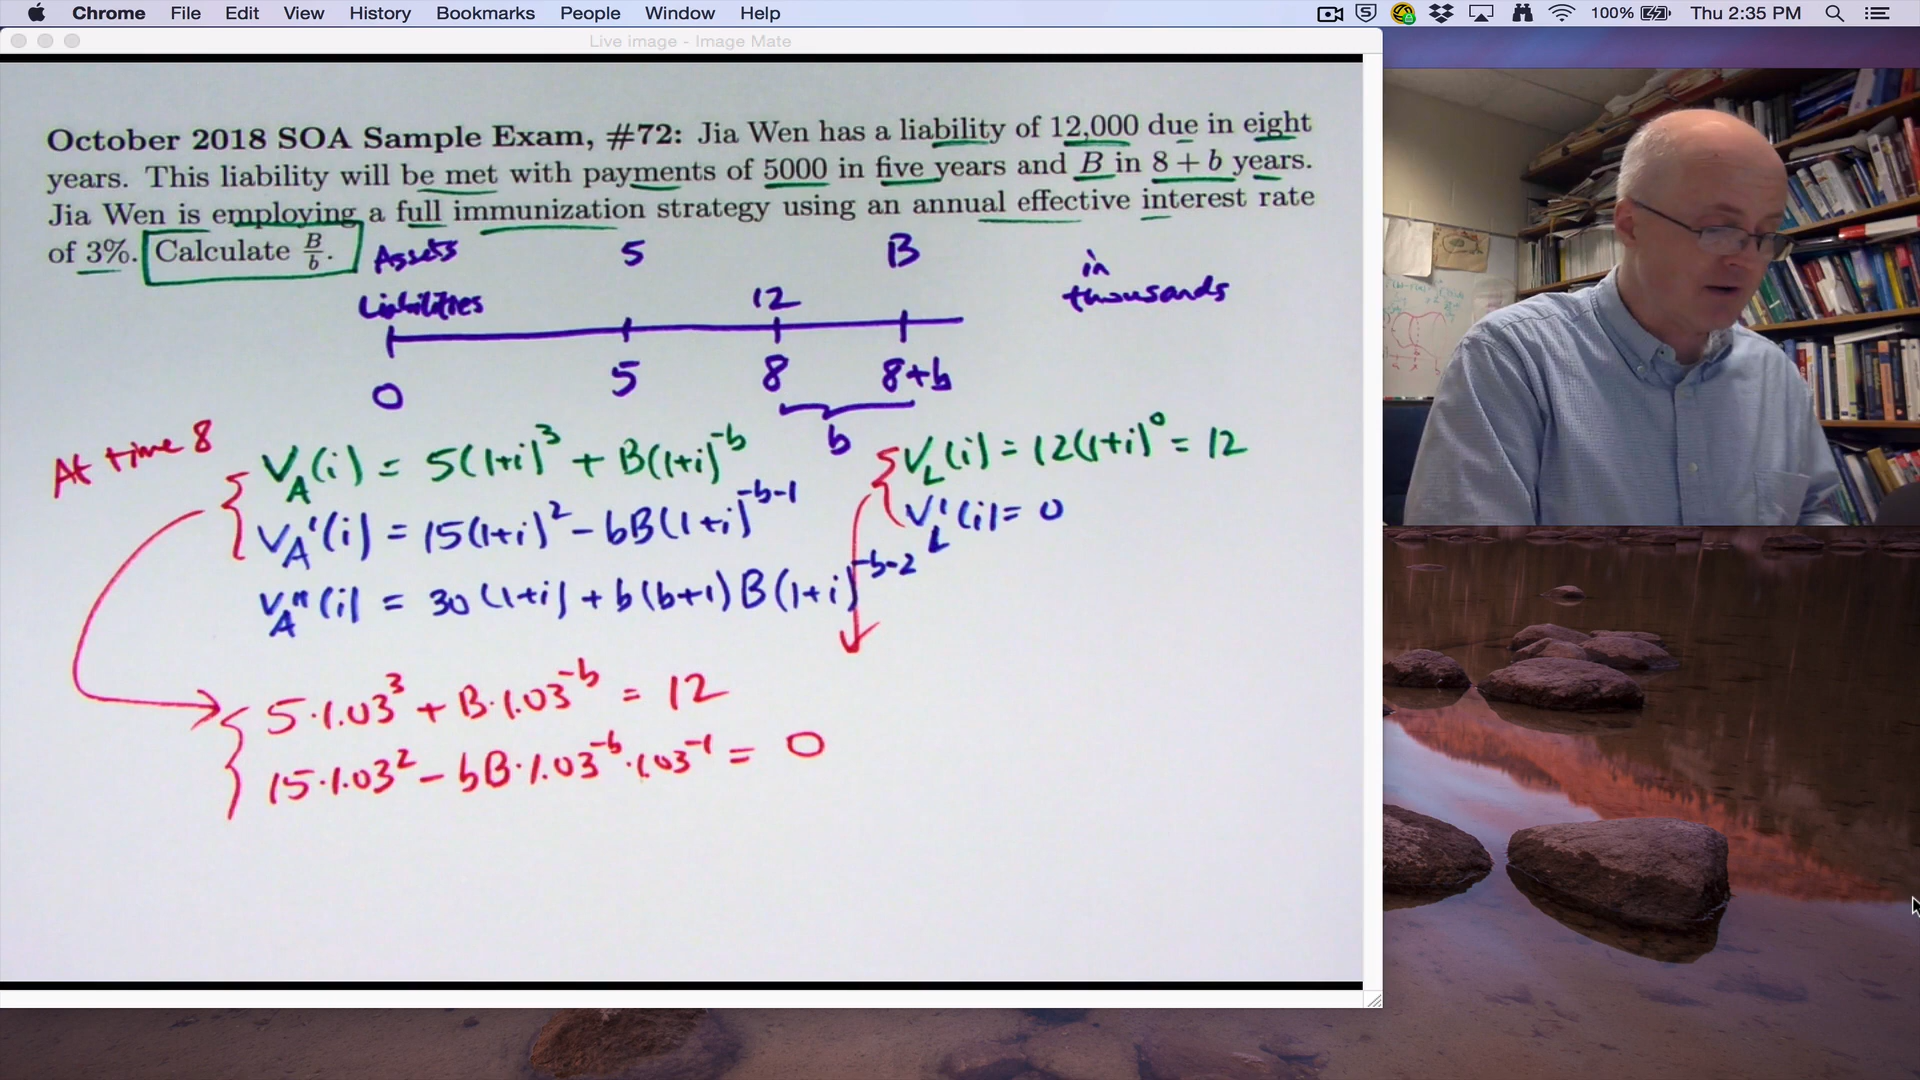 Chrome File Edit View History Bookmarks People Window Help 100% Thu 2:35 PM
Live image - Image Mate
October 2018 SOA Sample Exam, #72: Jia Wen has a liability of 12,000 due in eight
years. This liability will be met with payments of 5000 in five years and B in 8 + b years.
Jia Wen is employing a full immunization strategy using an annual effective interest rate
of 3%. Calculate B/b.
Assets 5 B in
Liabilities 12 thousands
0 5 8 8+b
b
At time 8
V_A(i) = 5(1+i)^3 + B(1+i)^-b
V_L(i) = 12(1+i)^0 = 12
V_A'(i) = 15(1+i)^2 - bB(1+i)^-b-1
V_L'(i) = 0
V_A"(i) = 30(1+i) + b(b+1)B(1+i)^-b-2
5·1.03^3 + B·1.03^-b = 12
15·1.03^2 - bB·1.03^-b·1.03^-1 = 0